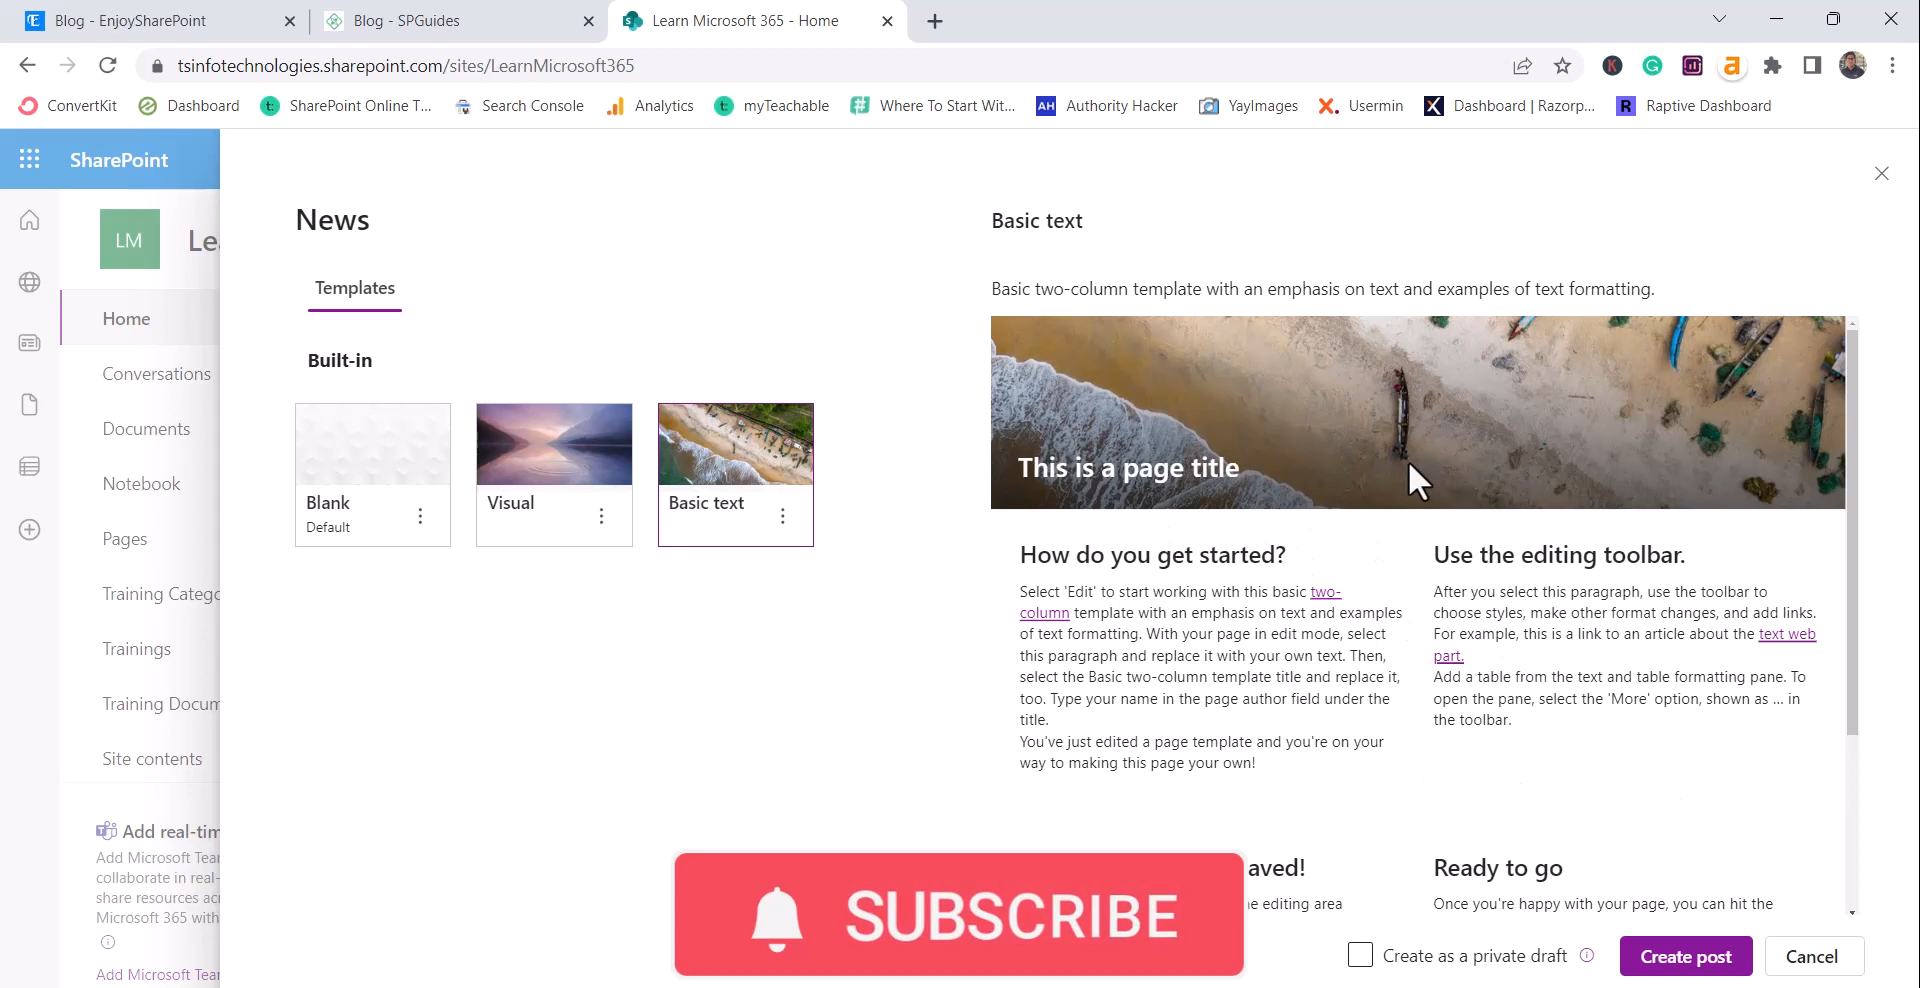 Blog - EnjoySharePoint
Blog - SPGuides
Learn Microsoft 365 - Home
tsinfotechnologies.sharepoint.com/sites/LearnMicrosoft365
ConvertKit
Dashboard
SharePoint Online T...
Search Console
Analytics
myTeachable
Where To Start Wit...
AH
Authority Hacker
YayImages
Usermin
Dashboard | Razorp...
R
Raptive Dashboard
SharePoint
LM
Le
Home
Conversations
Documents
Notebook
Pages
Training Catego
Trainings
Training Docum
Site contents
Add real-tim
Add Microsoft Tear
collaborate in real-
share resources acr
Microsoft 365 with
Add Microsoft Tear
News
Templates
Built-in
Blank
Default
Visual
Basic text
Basic text
Basic two-column template with an emphasis on text and examples of text formatting.
This is a page title
How do you get started?
Select 'Edit' to start working with this basic two-
column template with an emphasis on text and examples
of text formatting. With your page in edit mode, select
this paragraph and replace it with your own text. Then,
select the Basic two-column template title and replace it,
too. Type your name in the page author field under the
title.
You've just edited a page template and you're on your
way to making this page your own!
Use the editing toolbar.
After you select this paragraph, use the toolbar to
choose styles, make other format changes, and add links.
For example, this is a link to an article about the text web
part.
Add a table from the text and table formatting pane. To
open the pane, select the 'More' option, shown as ... in
the toolbar.
aved!
e editing area
Ready to go
Once you're happy with your page, you can hit the
SUBSCRIBE
Create as a private draft
Create post
Cancel